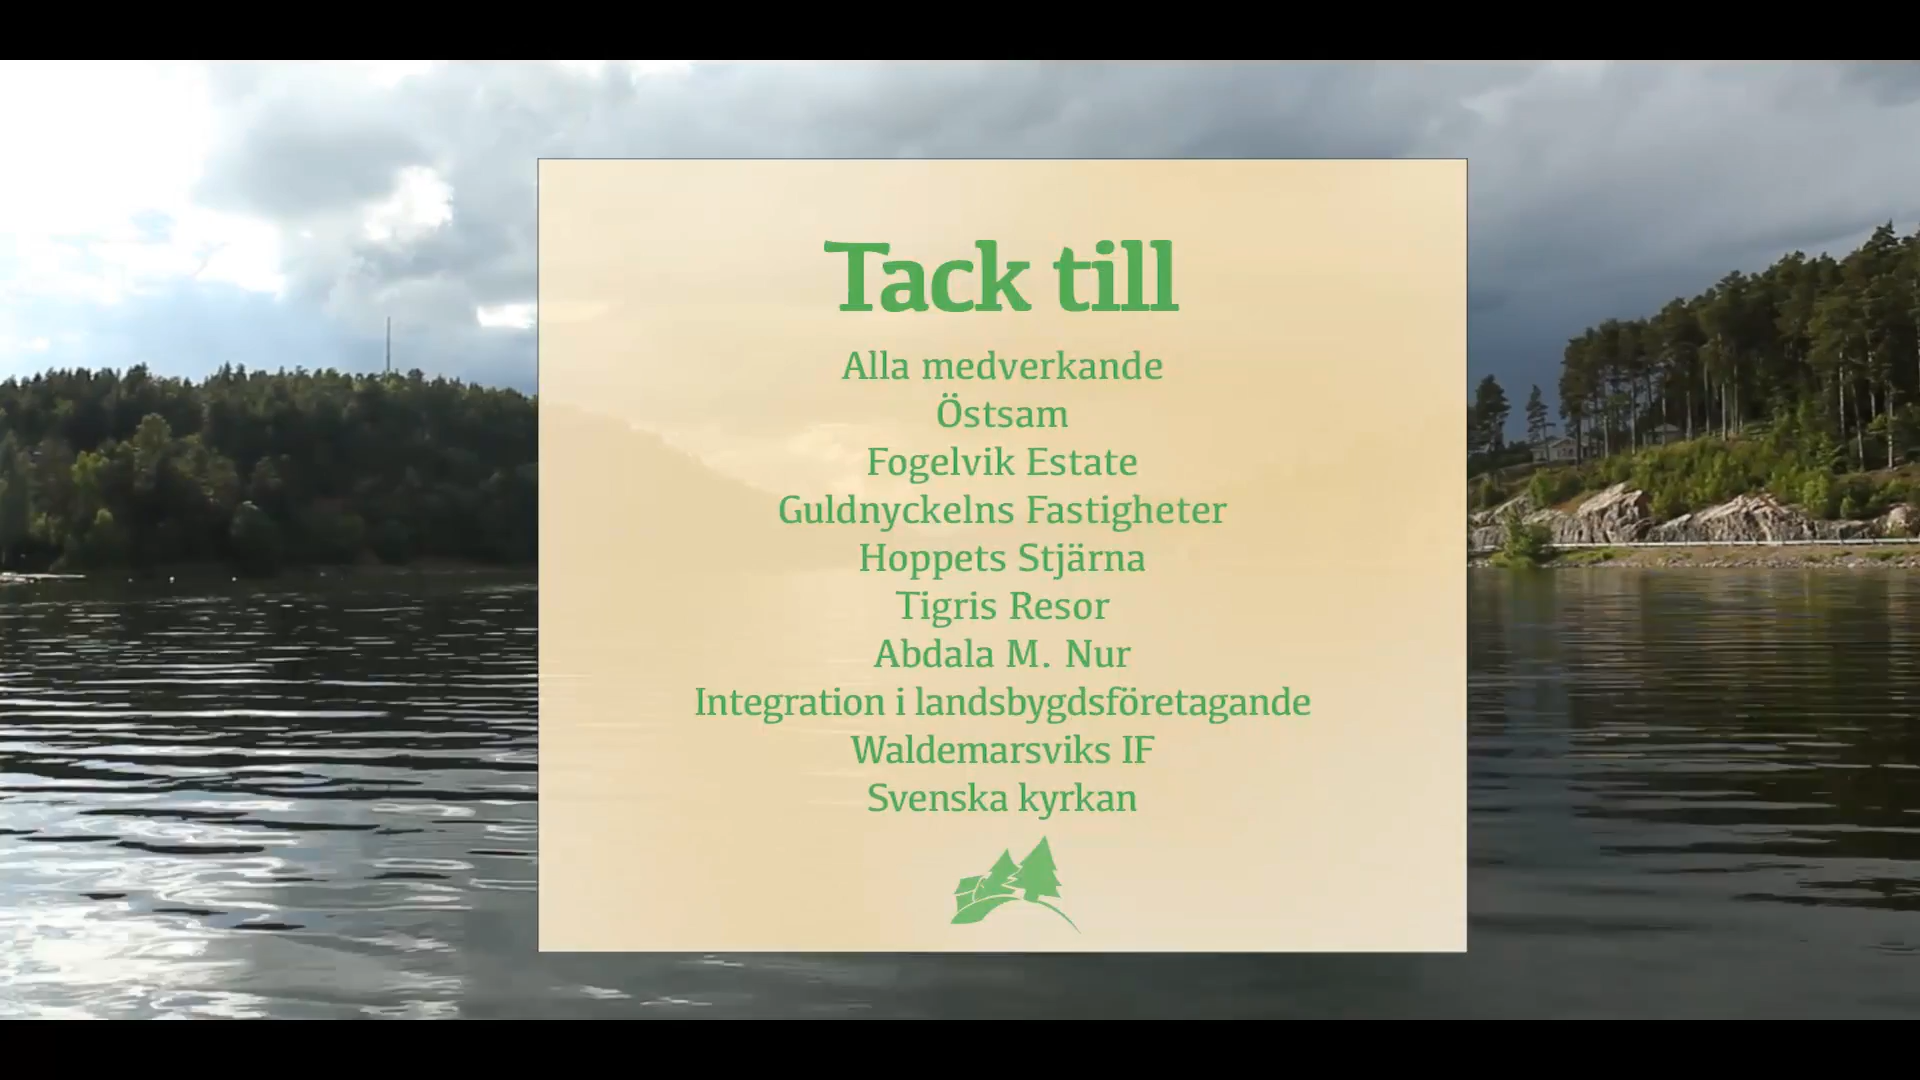 Tack till
Alla medverkande
Östsam
Fogelvik Estate
Guldnyckelns Fastigheter
Hoppets Stjärna
Tigris Resor
Abdala M. Nur
Integration i landsbygdsföretagande
Waldemarsviks IF
Svenska kyrkan